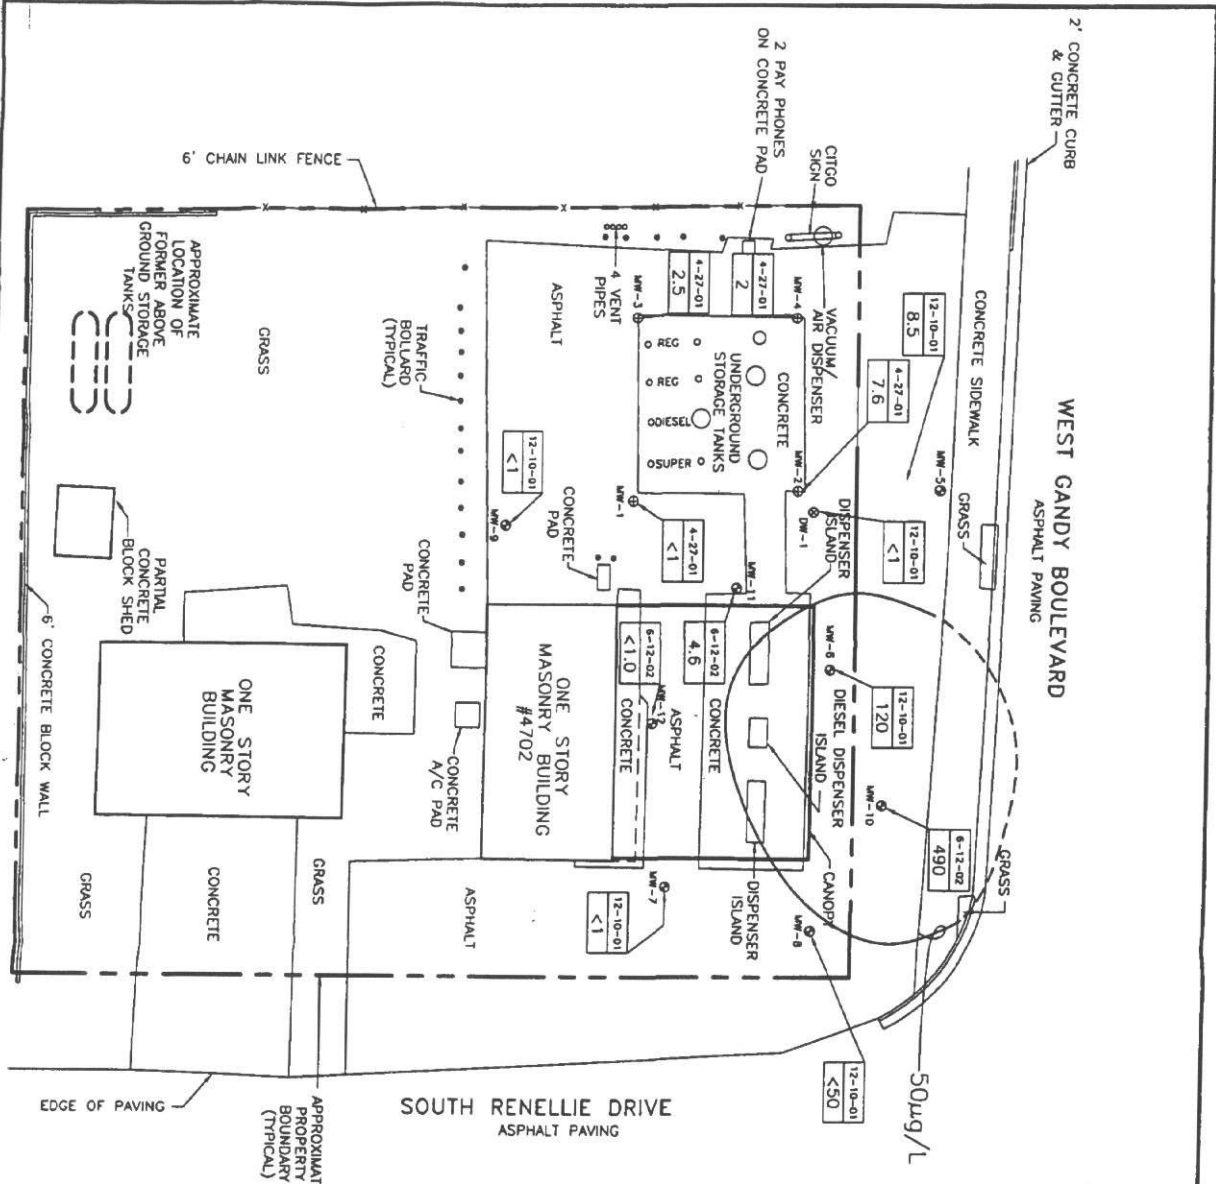 2' CONCRETE CURB
& GUTTER
WEST GANDY BOULEVARD
ASPHALT PAVING
2 PAY PHONES
ON CONCRETE PAD
CITGO
SIGN
VACUUM/
AIR DISPENSER
CONCRETE SIDEWALK
GRASS
GRASS
12-10-01
8.5
MW-5
4-27-01
7.6
MW-2
12-10-01
<1
DW-1
DISPENSER
ISLAND
4-27-01
2
MW-4
4-27-01
2.5
MW-3
4 VENT
PIPES
6' CHAIN LINK FENCE
CONCRETE
UNDERGROUND
STORAGE TANKS
REG
REG
DIESEL
SUPER
ASPHALT
MW-1
4-27-01
<1
MW-11
6-12-02
4.6
MW-6
12-10-01
120
DIESEL DISPENSER
ISLAND
MW-10
6-12-02
490
CANOPY
MW-8
12-10-01
<50
50µg/L
DISPENSER
ISLAND
CONCRETE
ASPHALT
CONCRETE
6-12-02
<1.0
MW-12
MW-7
12-10-01
<1
12-10-01
<1
MW-9
CONCRETE
PAD
TRAFFIC
BOLLARD
(TYPICAL)
CONCRETE
PAD
ONE STORY
MASONRY BUILDING
#4702
CONCRETE
A/C PAD
ASPHALT
GRASS
APPROXIMATE
LOCATION OF
FORMER ABOVE
GROUND STORAGE
TANKS
PARTIAL
CONCRETE
BLOCK SHED
CONCRETE
ONE STORY
MASONRY
BUILDING
6' CONCRETE BLOCK WALL
GRASS
CONCRETE
GRASS
EDGE OF PAVING
APPROXIMAT
PROPERTY
BOUNDARY
(TYPICAL)
SOUTH RENELLIE DRIVE
ASPHALT PAVING